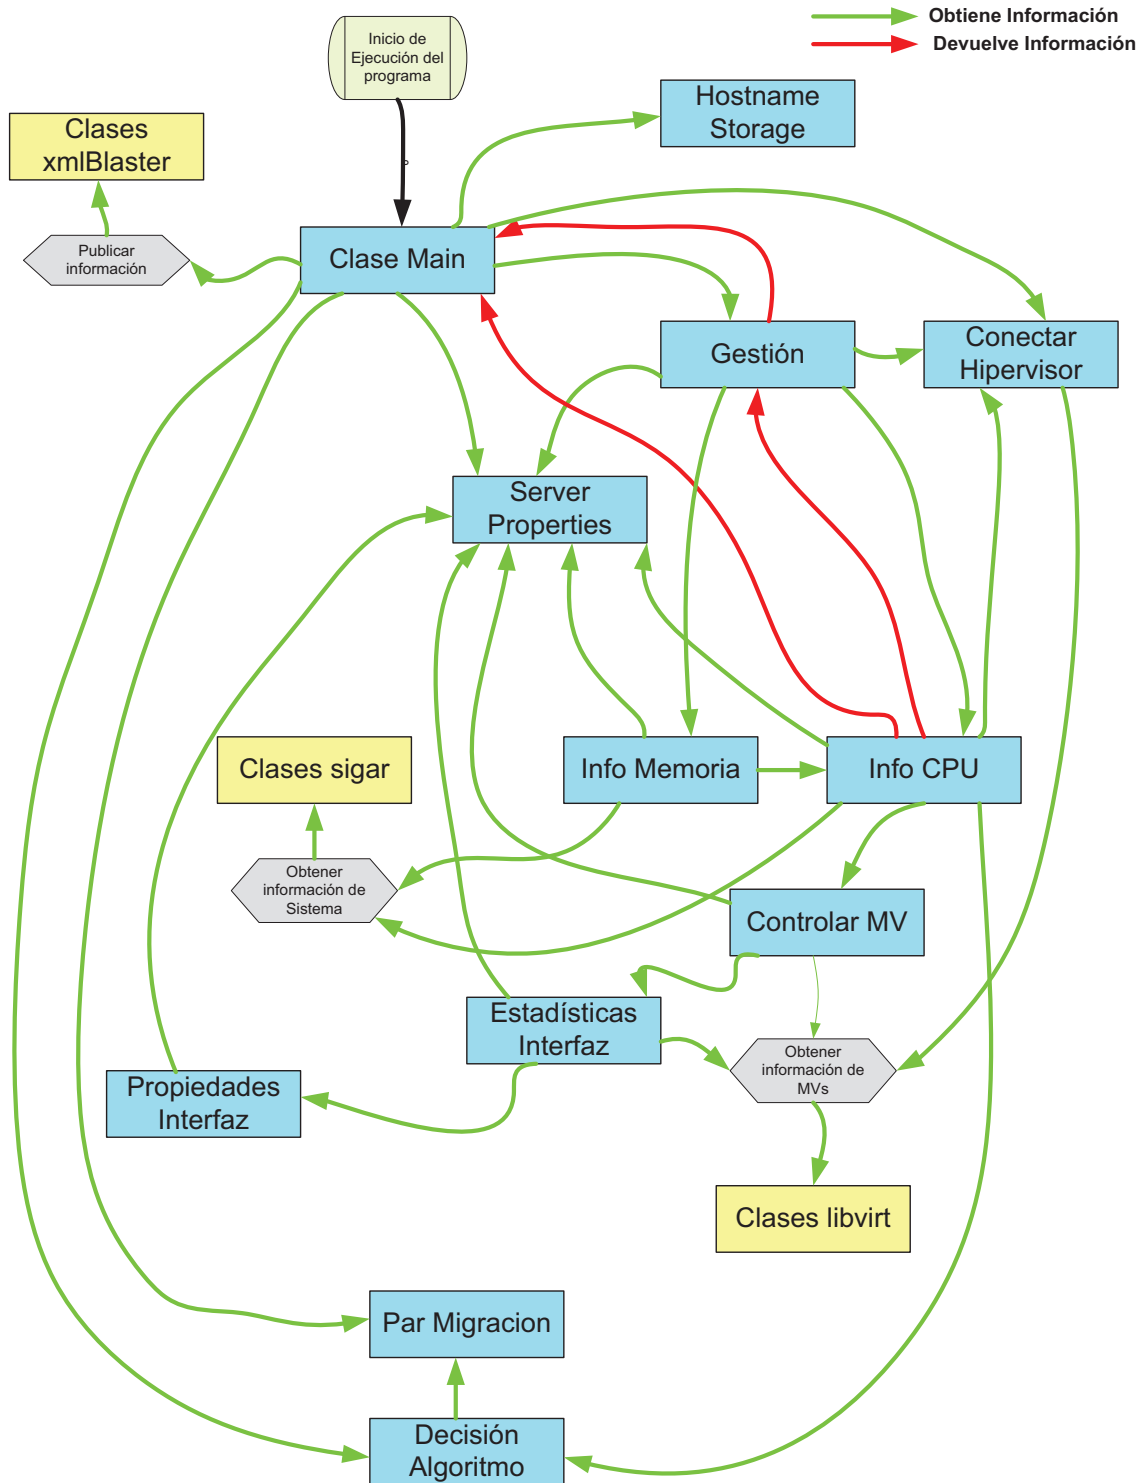 Obtiene Información
Devuelve Información
Inicio de
Ejecución del
programa
Hostname
Storage
Clases
xmlBlaster
Publicar
información
Clase Main
Gestión
Conectar
Hipervisor
Server
Properties
Clases sigar
Info Memoria
Info CPU
Obtener
información de
Sistema
Controlar MV
Estadísticas
Interfaz
Obtener
información de
MVs
Propiedades
Interfaz
Clases libvirt
Par Migracion
Decisión
Algoritmo